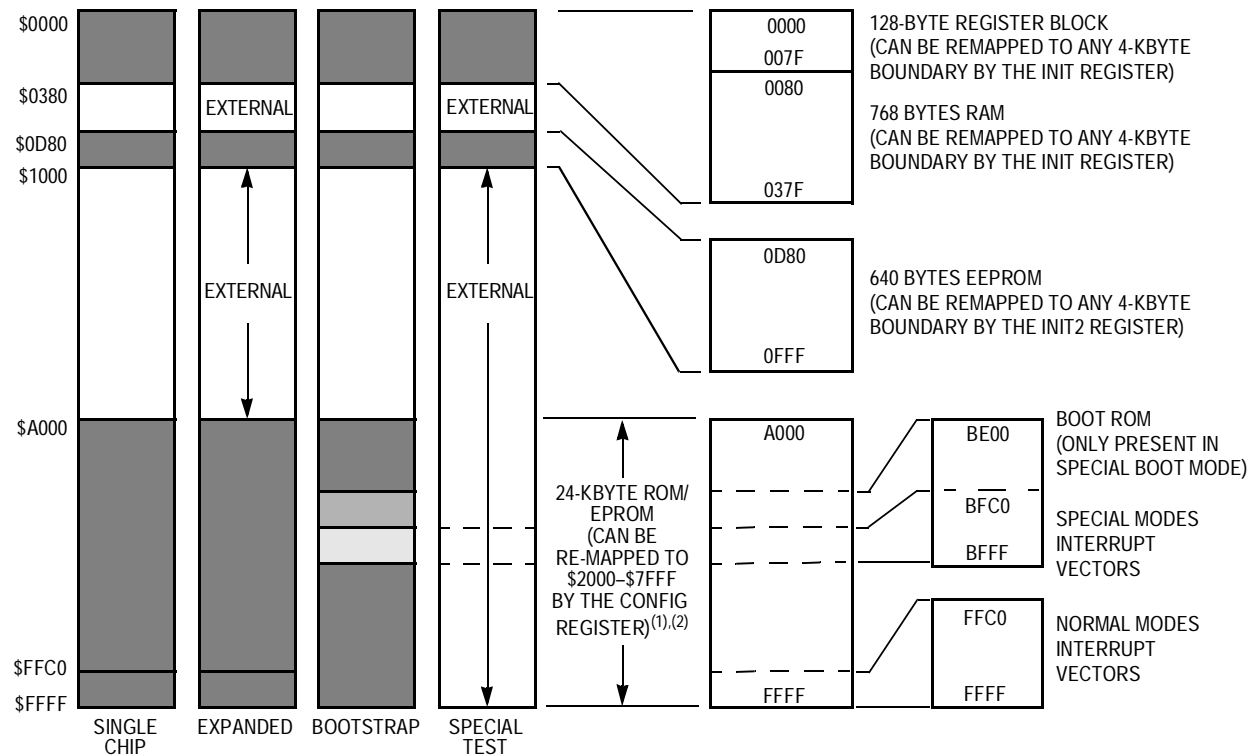 $0000
$0380
$0D80
$1000
$A000
$FFC0
$FFFF
EXTERNAL
EXTERNAL
EXTERNAL
EXTERNAL
SINGLE
CHIP
EXPANDED
BOOTSTRAP
SPECIAL
TEST
0000
007F
0080
037F
128-BYTE REGISTER BLOCK
(CAN BE REMAPPED TO ANY 4-KBYTE
BOUNDARY BY THE INIT REGISTER)
768 BYTES RAM
(CAN BE REMAPPED TO ANY 4-KBYTE
BOUNDARY BY THE INIT REGISTER)
0D80
0FFF
640 BYTES EEPROM
(CAN BE REMAPPED TO ANY 4-KBYTE
BOUNDARY BY THE INIT2 REGISTER)
24-KBYTE ROM/
EPROM
(CAN BE
RE-MAPPED TO
$2000–$7FFF
BY THE CONFIG
REGISTER)(1),(2)
A000
FFFF
BE00
BFC0
BFFF
BOOT ROM
(ONLY PRESENT IN
SPECIAL BOOT MODE)
SPECIAL MODES
INTERRUPT
VECTORS
FFC0
FFFF
NORMAL MODES
INTERRUPT
VECTORS